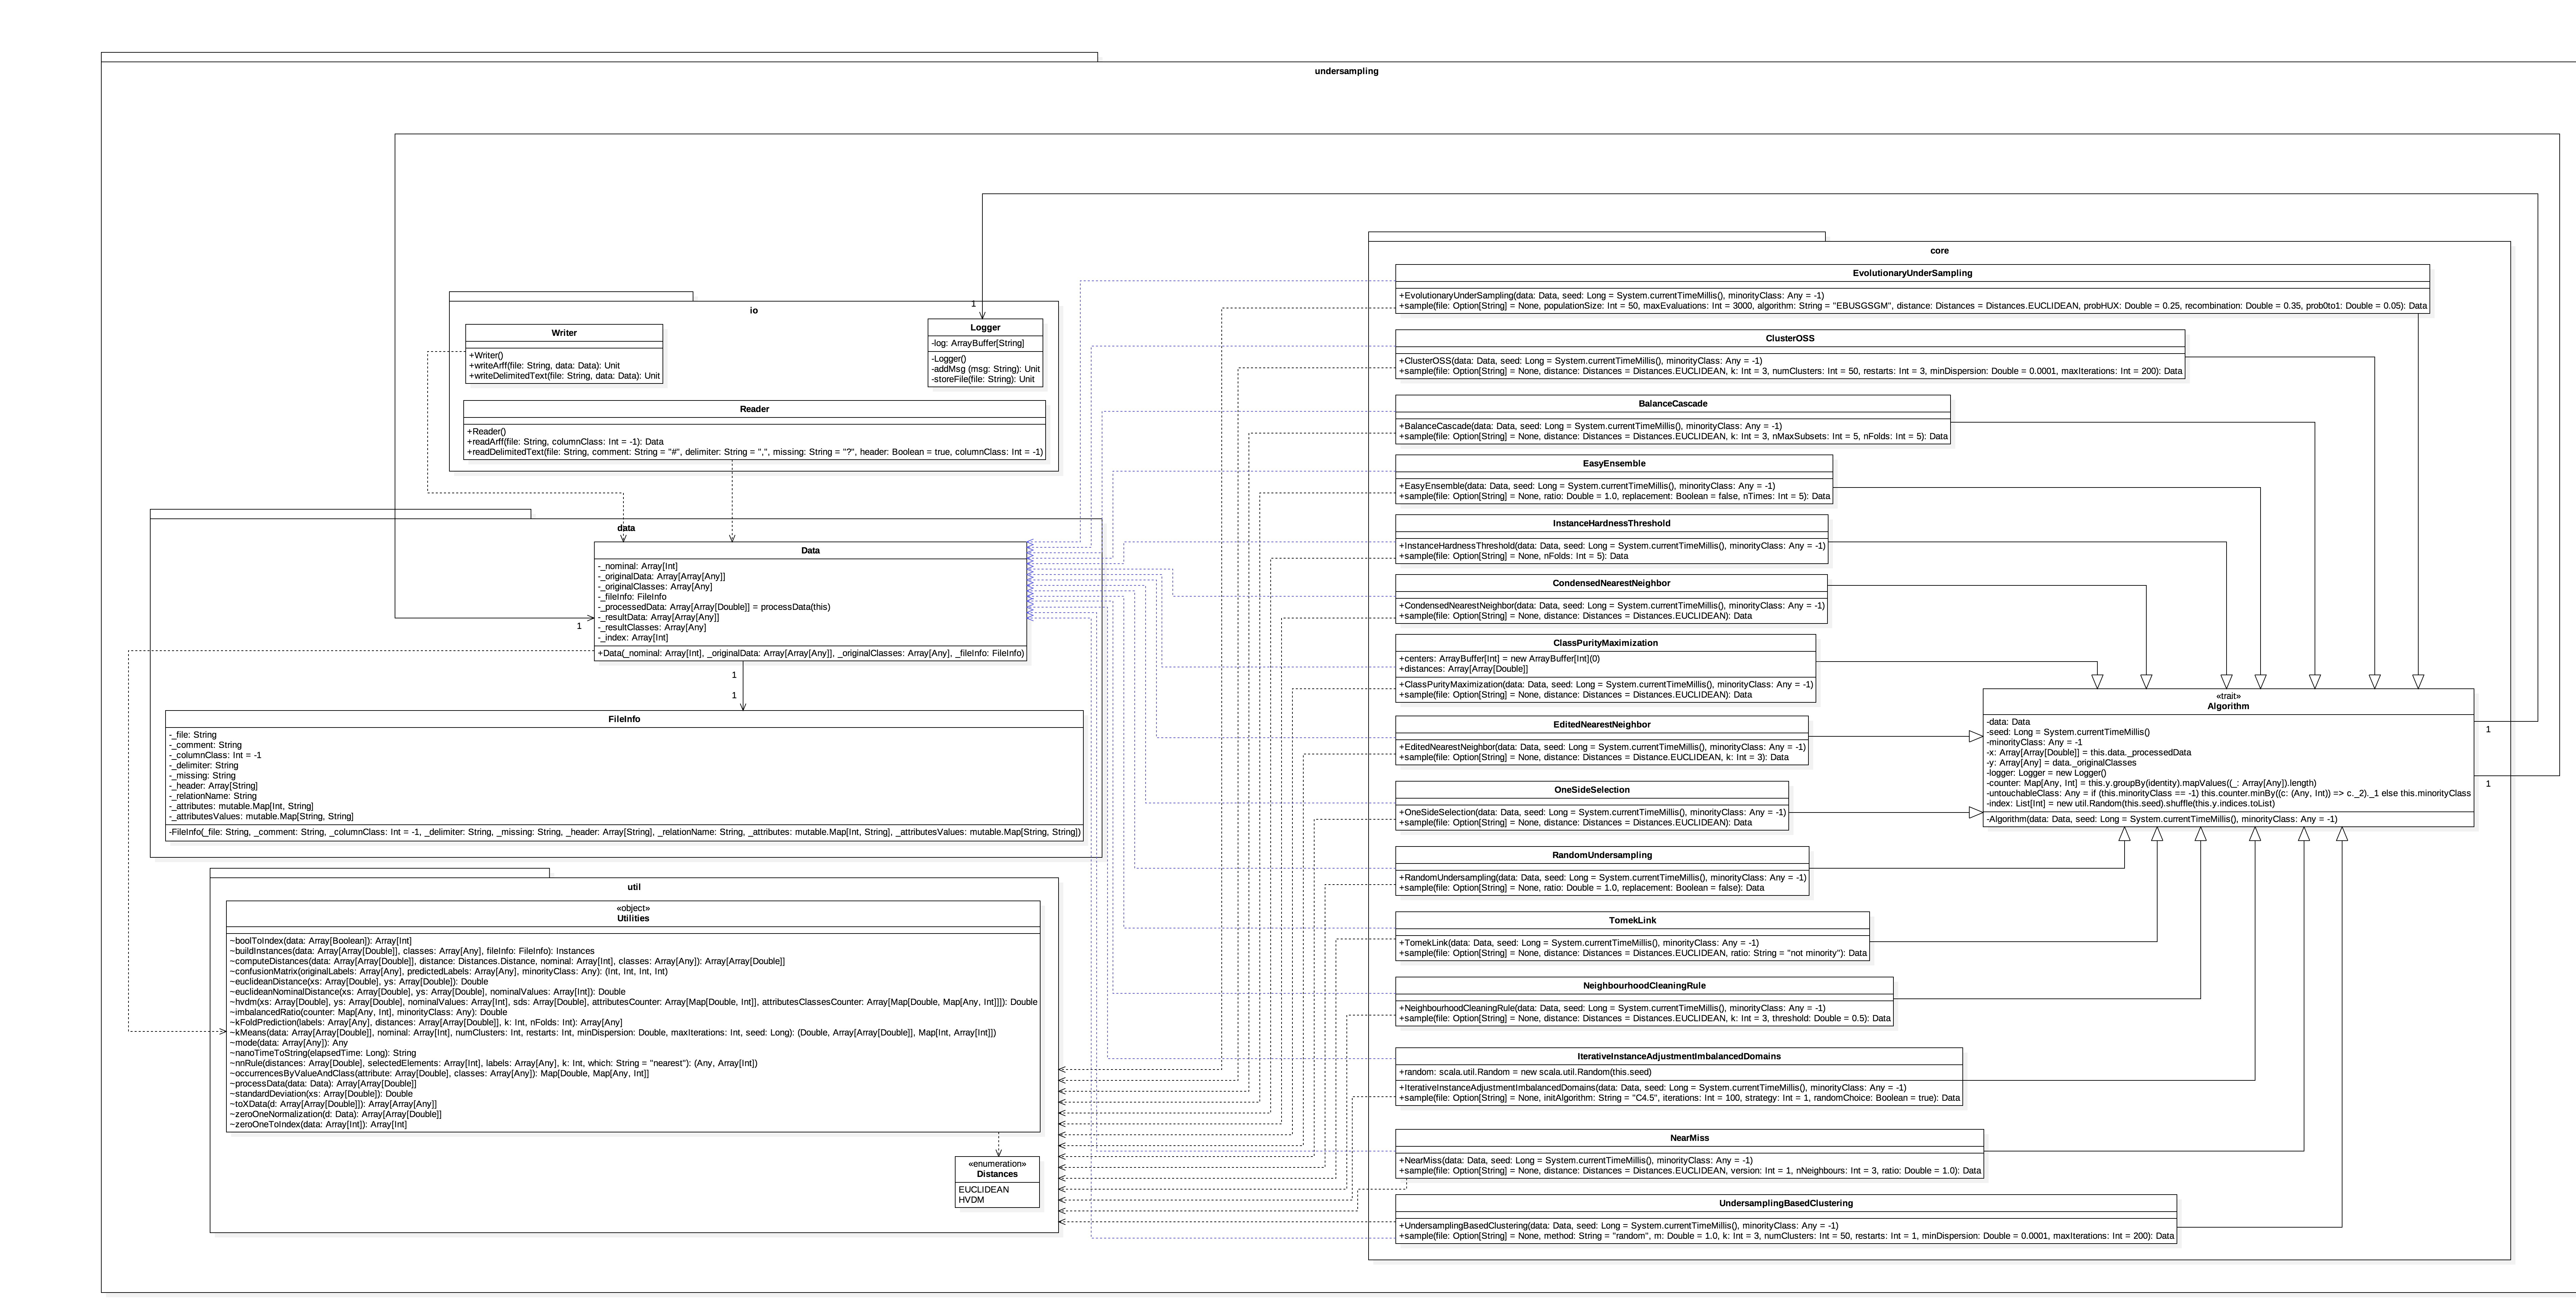 undersampling
io
Writer
+Writer()
+writeArff(file: String, data: Data): Unit
+writeDelimitedText(file: String, data: Data): Unit
1
Logger
-log: ArrayBuffer[String]
-Logger()
-addMsg (msg: String): Unit
-storeFile(file: String): Unit
Reader
+Reader()
+readArff(file: String, columnClass: Int = -1): Data
+readDelimitedText(file: String, comment: String = "#", delimiter: String = ",", missing: String = "?", header: Boolean = true, columnClass: Int = -1)
data
Data
-_nominal: Array[Int]
-_originalData: Array[Array[Any]]
-_originalClasses: Array[Any]
-_fileInfo: FileInfo
-_processedData: Array[Array[Double]] = processData(this)
-_resultData: Array[Array[Any]]
-_resultClasses: Array[Any]
-_index: Array[Int]
+Data(_nominal: Array[Int], _originalData: Array[Array[Any]], _originalClasses: Array[Any], _fileInfo: FileInfo)
1
1
1
FileInfo
-_file: String
-_comment: String
-_columnClass: Int = -1
-_delimiter: String
-_missing: String
-_header: Array[String]
-_relationName: String
-_attributes: mutable.Map[Int, String]
-_attributesValues: mutable.Map[String, String]
-FileInfo(_file: String, _comment: String, _columnClass: Int = -1, _delimiter: String, _missing: String, _header: Array[String], _relationName: String, _attributes: mutable.Map[Int, String], _attributesValues: mutable.Map[String, String])
util
«object»
Utilities
~boolToIndex(data: Array[Boolean]): Array[Int]
~buildInstances(data: Array[Array[Double]], classes: Array[Any], fileInfo: FileInfo): Instances
~computeDistances(data: Array[Array[Double]], distance: Distances.Distance, nominal: Array[Int], classes: Array[Any]): Array[Array[Double]]
~confusionMatrix(originalLabels: Array[Any], predictedLabels: Array[Any], minorityClass: Any): (Int, Int, Int, Int)
~euclideanDistance(xs: Array[Double], ys: Array[Double]): Double
~euclideanNominalDistance(xs: Array[Double], ys: Array[Double], nominalValues: Array[Int]): Double
~hvdm(xs: Array[Double], ys: Array[Double], nominalValues: Array[Int], sds: Array[Double], attributesCounter: Array[Map[Double, Int]], attributesClassesCounter: Array[Map[Double, Map[Any, Int]]]): Double
~imbalancedRatio(counter: Map[Any, Int], minorityClass: Any): Double
~kFoldPrediction(labels: Array[Any], distances: Array[Array[Double]], k: Int, nFolds: Int): Array[Any]
~kMeans(data: Array[Array[Double]], nominal: Array[Int], numClusters: Int, restarts: Int, minDispersion: Double, maxIterations: Int, seed: Long): (Double, Array[Array[Double]], Map[Int, Array[Int]])
~mode(data: Array[Any]): Any
~nanoTimeToString(elapsedTime: Long): String
~nnRule(distances: Array[Double], selectedElements: Array[Int], labels: Array[Any], k: Int, which: String = "nearest"): (Any, Array[Int])
~occurrencesByValueAndClass(attribute: Array[Double], classes: Array[Any]): Map[Double, Map[Any, Int]]
~processData(data: Data): Array[Array[Double]]
~standardDeviation(xs: Array[Double]): Double
~toXData(d: Array[Array[Double]]): Array[Array[Any]]
~zeroOneNormalization(d: Data): Array[Array[Double]]
~zeroOneToIndex(data: Array[Int]): Array[Int]
«enumeration»
Distances
EUCLIDEAN
HVDM
core
EvolutionaryUnderSampling
+EvolutionaryUnderSampling(data: Data, seed: Long = System.currentTimeMillis(), minorityClass: Any = -1)
+sample(file: Option[String] = None, populationSize: Int = 50, maxEvaluations: Int = 3000, algorithm: String = "EBUSGSGM", distance: Distances = Distances.EUCLIDEAN, probHUX: Double = 0.25, recombination: Double = 0.35, prob0to1: Double = 0.05): Data
ClusterOSS
+ClusterOSS(data: Data, seed: Long = System.currentTimeMillis(), minorityClass: Any = -1)
+sample(file: Option[String] = None, distance: Distances = Distances.EUCLIDEAN, k: Int = 3, numClusters: Int = 50, restarts: Int = 3, minDispersion: Double = 0.0001, maxIterations: Int = 200): Data
BalanceCascade
+BalanceCascade(data: Data, seed: Long = System.currentTimeMillis(), minorityClass: Any = -1)
+sample(file: Option[String] = None, distance: Distances = Distances.EUCLIDEAN, k: Int = 3, nMaxSubsets: Int = 5, nFolds: Int = 5): Data
EasyEnsemble
+EasyEnsemble(data: Data, seed: Long = System.currentTimeMillis(), minorityClass: Any = -1)
+sample(file: Option[String] = None, ratio: Double = 1.0, replacement: Boolean = false, nTimes: Int = 5): Data
InstanceHardnessThreshold
+InstanceHardnessThreshold(data: Data, seed: Long = System.currentTimeMillis(), minorityClass: Any = -1)
+sample(file: Option[String] = None, nFolds: Int = 5): Data
CondensedNearestNeighbor
+CondensedNearestNeighbor(data: Data, seed: Long = System.currentTimeMillis(), minorityClass: Any = -1)
+sample(file: Option[String] = None, distance: Distances = Distances.EUCLIDEAN): Data
ClassPurityMaximization
+centers: ArrayBuffer[Int] = new ArrayBuffer[Int](0)
+distances: Array[Array[Double]]
+ClassPurityMaximization(data: Data, seed: Long = System.currentTimeMillis(), minorityClass: Any = -1)
+sample(file: Option[String] = None, distance: Distances = Distances.EUCLIDEAN): Data
EditedNearestNeighbor
+EditedNearestNeighbor(data: Data, seed: Long = System.currentTimeMillis(), minorityClass: Any = -1)
+sample(file: Option[String] = None, distance: Distances = Distance.EUCLIDEAN, k: Int = 3): Data
OneSideSelection
+OneSideSelection(data: Data, seed: Long = System.currentTimeMillis(), minorityClass: Any = -1)
+sample(file: Option[String] = None, distance: Distances = Distances.EUCLIDEAN): Data
RandomUndersampling
+RandomUndersampling(data: Data, seed: Long = System.currentTimeMillis(), minorityClass: Any = -1)
+sample(file: Option[String] = None, ratio: Double = 1.0, replacement: Boolean = false): Data
TomekLink
+TomekLink(data: Data, seed: Long = System.currentTimeMillis(), minorityClass: Any = -1)
+sample(file: Option[String] = None, distance: Distances = Distances.EUCLIDEAN, ratio: String = "not minority"): Data
NeighbourhoodCleaningRule
+NeighbourhoodCleaningRule(data: Data, seed: Long = System.currentTimeMillis(), minorityClass: Any = -1)
+sample(file: Option[String] = None, distance: Distances = Distances.EUCLIDEAN, k: Int = 3, threshold: Double = 0.5): Data
IterativeInstanceAdjustmentImbalancedDomains
+random: scala.util.Random = new scala.util.Random(this.seed)
+IterativeInstanceAdjustmentImbalancedDomains(data: Data, seed: Long = System.currentTimeMillis(), minorityClass: Any = -1)
+sample(file: Option[String] = None, initAlgorithm: String = "C4.5", iterations: Int = 100, strategy: Int = 1, randomChoice: Boolean = true): Data
NearMiss
+NearMiss(data: Data, seed: Long = System.currentTimeMillis(), minorityClass: Any = -1)
+sample(file: Option[String] = None, distance: Distances = Distances.EUCLIDEAN, version: Int = 1, nNeighbours: Int = 3, ratio: Double = 1.0): Data
UndersamplingBasedClustering
+UndersamplingBasedClustering(data: Data, seed: Long = System.currentTimeMillis(), minorityClass: Any = -1)
+sample(file: Option[String] = None, method: String = "random", m: Double = 1.0, k: Int = 3, numClusters: Int = 50, restarts: Int = 1, minDispersion: Double = 0.0001, maxIterations: Int = 200): Data
«trait»
Algorithm
-data: Data
-seed: Long = System.currentTimeMillis()
-minorityClass: Any = -1
-x: Array[Array[Double]] = this.data._processedData
-y: Array[Any] = data._originalClasses
-logger: Logger = new Logger()
-counter: Map[Any, Int] = this.y.groupBy(identity).mapValues((_: Array[Any]).length)
-untouchableClass: Any = if (this.minorityClass == -1) this.counter.minBy((c: (Any, Int)) => c._2)._1 else this.minorityClass
-index: List[Int] = new util.Random(this.seed).shuffle(this.y.indices.toList)
-Algorithm(data: Data, seed: Long = System.currentTimeMillis(), minorityClass: Any = -1)
1
1